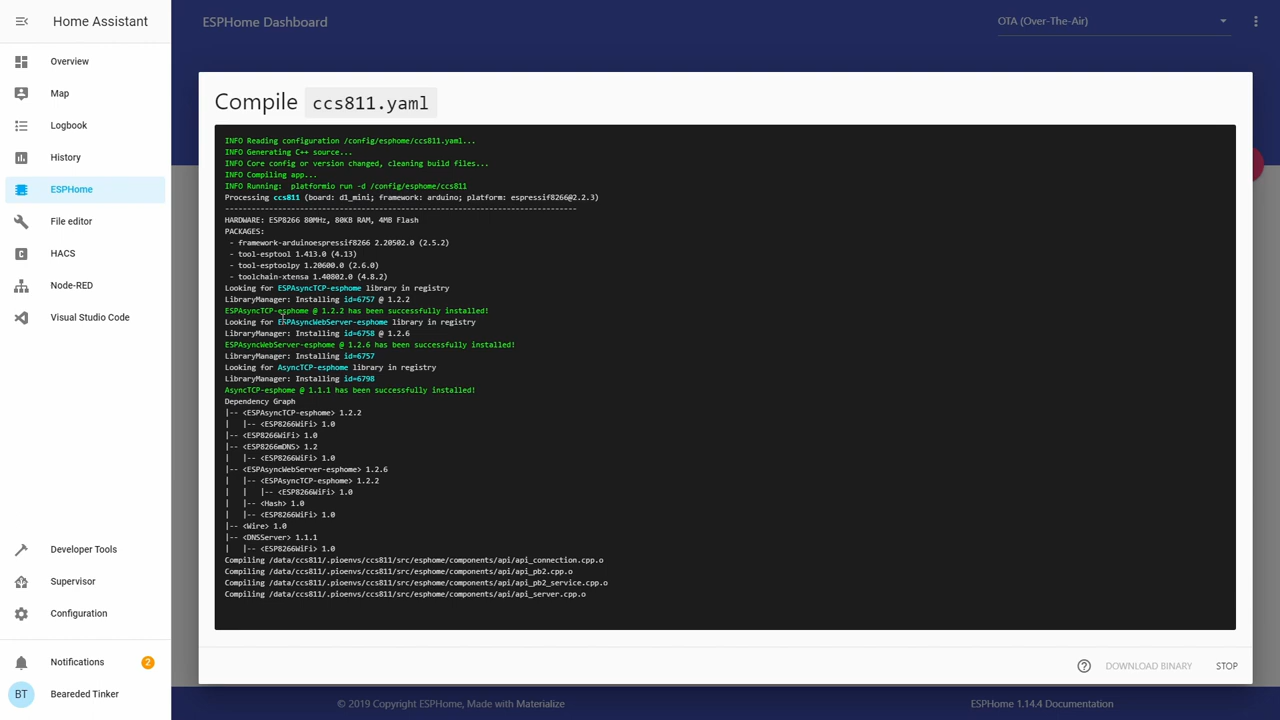 Home Assistant
ESPHome Dashboard
OTA (Over-The-Air)
Overview
Map
Logbook
History
ESPHome
File editor
HACS
Node-RED
Visual Studio Code
Developer Tools
Supervisor
Configuration
Notifications
2
BT
Beareded Tinker
Compile ccs811.yaml
INFO Reading configuration /config/esphome/ccs811.yaml...
INFO Generating C++ source...
INFO Core config or version changed, cleaning build files...
INFO Compiling app...
INFO Running:  platformio run -d /config/esphome/ccs811
Processing ccs811 (board: d1_mini; framework: arduino; platform: espressif8266@2.2.3)
--------------------------------------------------------------------------------
HARDWARE: ESP8266 80MHz, 80KB RAM, 4MB Flash
PACKAGES:
 - framework-arduinoespressif8266 2.20502.0 (2.5.2)
 - tool-esptool 1.413.0 (4.13)
 - tool-esptoolpy 1.20600.0 (2.6.0)
 - toolchain-xtensa 1.40802.0 (4.8.2)
Looking for ESPAsyncTCP-esphome library in registry
LibraryManager: Installing id=6757 @ 1.2.2
ESPAsyncTCP-esphome @ 1.2.2 has been successfully installed!
Looking for ESPAsyncWebServer-esphome library in registry
LibraryManager: Installing id=6758 @ 1.2.6
ESPAsyncWebServer-esphome @ 1.2.6 has been successfully installed!
LibraryManager: Installing id=6757
Looking for AsyncTCP-esphome library in registry
LibraryManager: Installing id=6798
AsyncTCP-esphome @ 1.1.1 has been successfully installed!
Dependency Graph
|-- <ESPAsyncTCP-esphome> 1.2.2
|   |-- <ESP8266WiFi> 1.0
|-- <ESP8266WiFi> 1.0
|-- <ESP8266mDNS> 1.2
|   |-- <ESP8266WiFi> 1.0
|-- <ESPAsyncWebServer-esphome> 1.2.6
|   |-- <ESPAsyncTCP-esphome> 1.2.2
|   |   |-- <ESP8266WiFi> 1.0
|   |-- <Hash> 1.0
|   |-- <ESP8266WiFi> 1.0
|-- <Wire> 1.0
|-- <DNSServer> 1.1.1
|   |-- <ESP8266WiFi> 1.0
Compiling /data/ccs811/.pioenvs/ccs811/src/esphome/components/api/api_connection.cpp.o
Compiling /data/ccs811/.pioenvs/ccs811/src/esphome/components/api/api_pb2.cpp.o
Compiling /data/ccs811/.pioenvs/ccs811/src/esphome/components/api/api_pb2_service.cpp.o
Compiling /data/ccs811/.pioenvs/ccs811/src/esphome/components/api/api_server.cpp.o
DOWNLOAD BINARY
STOP
© 2019 Copyright ESPHome, Made with Materialize
ESPHome 1.14.4 Documentation